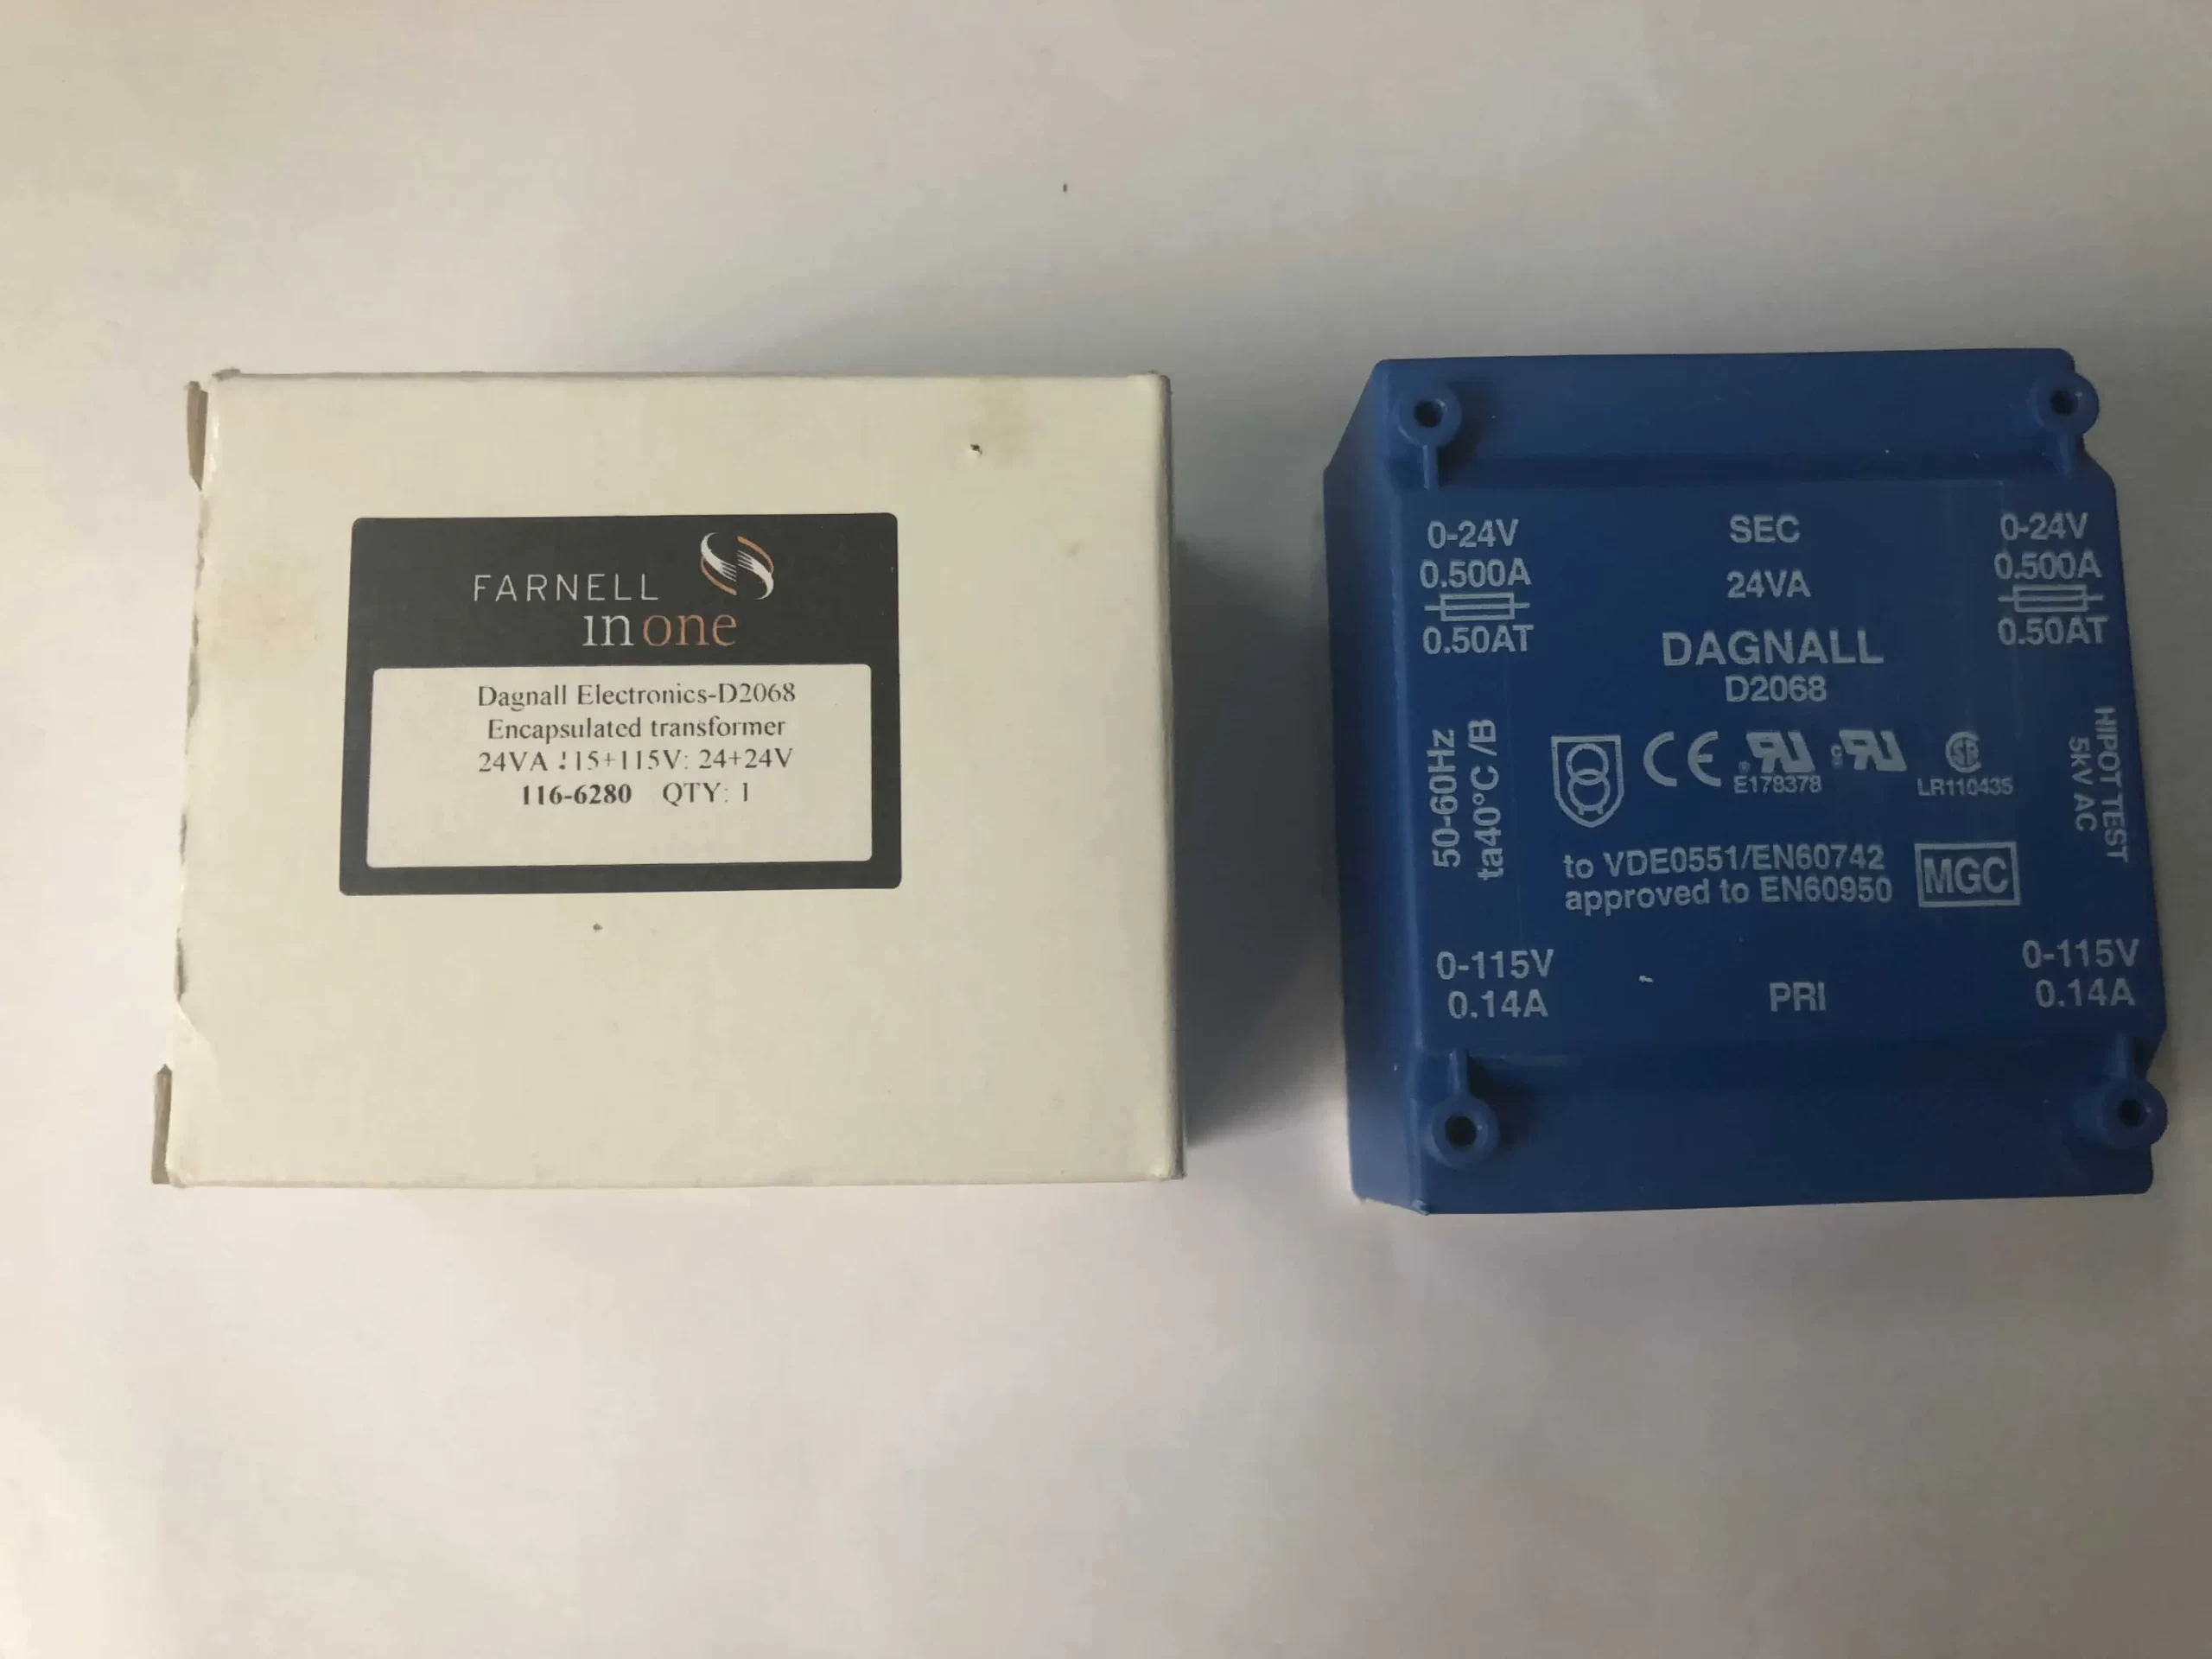 FARNELL
inone
Dagnall Electronics-D2068
Encapsulated transformer
24VA 115+115V: 24+24V
116-6280 QTY: 1
0-24V
0.500A
0.50AT
SEC
24VA
DAGNALL
D2068
0-24V
0.500A
0.50AT
50-60Hz
ta40°C/B
CE
E178378
LR110435
HIPOT TEST
5kV AC
to VDE0551/EN60742
approved to EN60950
MGC
0-115V
0.14A
PRI
0-115V
0.14A